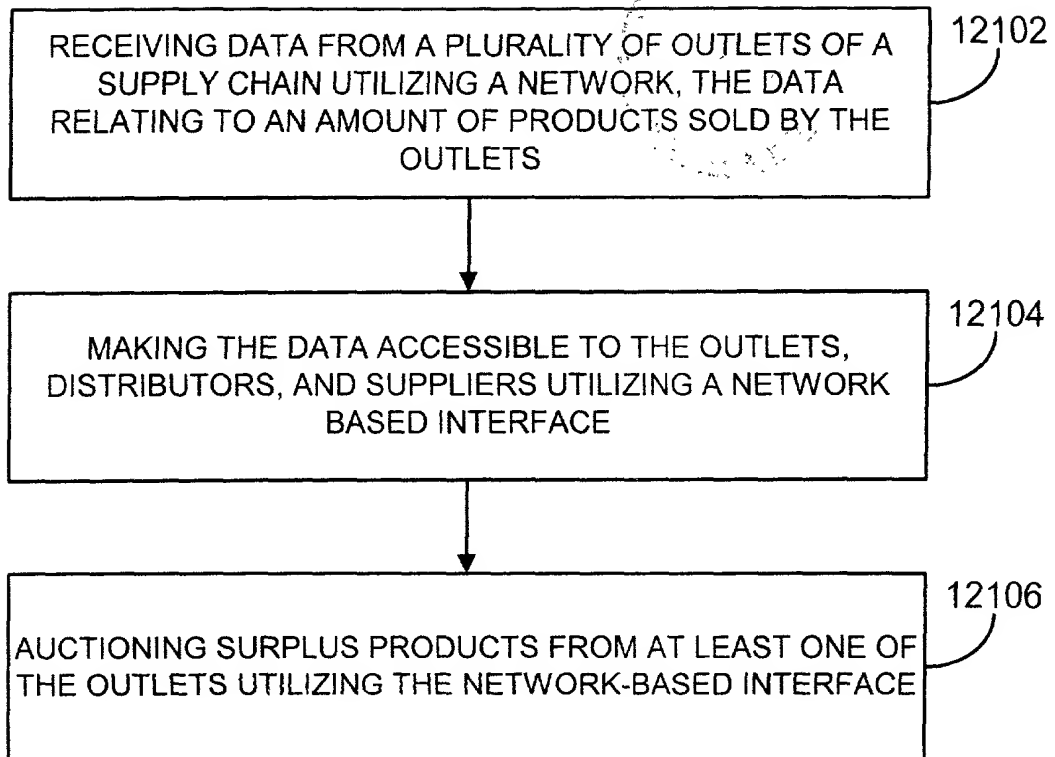 RECEIVING DATA FROM A PLURALITY OF OUTLETS OF A
SUPPLY CHAIN UTILIZING A NETWORK, THE DATA
RELATING TO AN AMOUNT OF PRODUCTS SOLD BY THE
OUTLETS
12102
MAKING THE DATA ACCESSIBLE TO THE OUTLETS,
DISTRIBUTORS, AND SUPPLIERS UTILIZING A NETWORK
BASED INTERFACE
12104
AUCTIONING SURPLUS PRODUCTS FROM AT LEAST ONE OF
THE OUTLETS UTILIZING THE NETWORK-BASED INTERFACE
12106